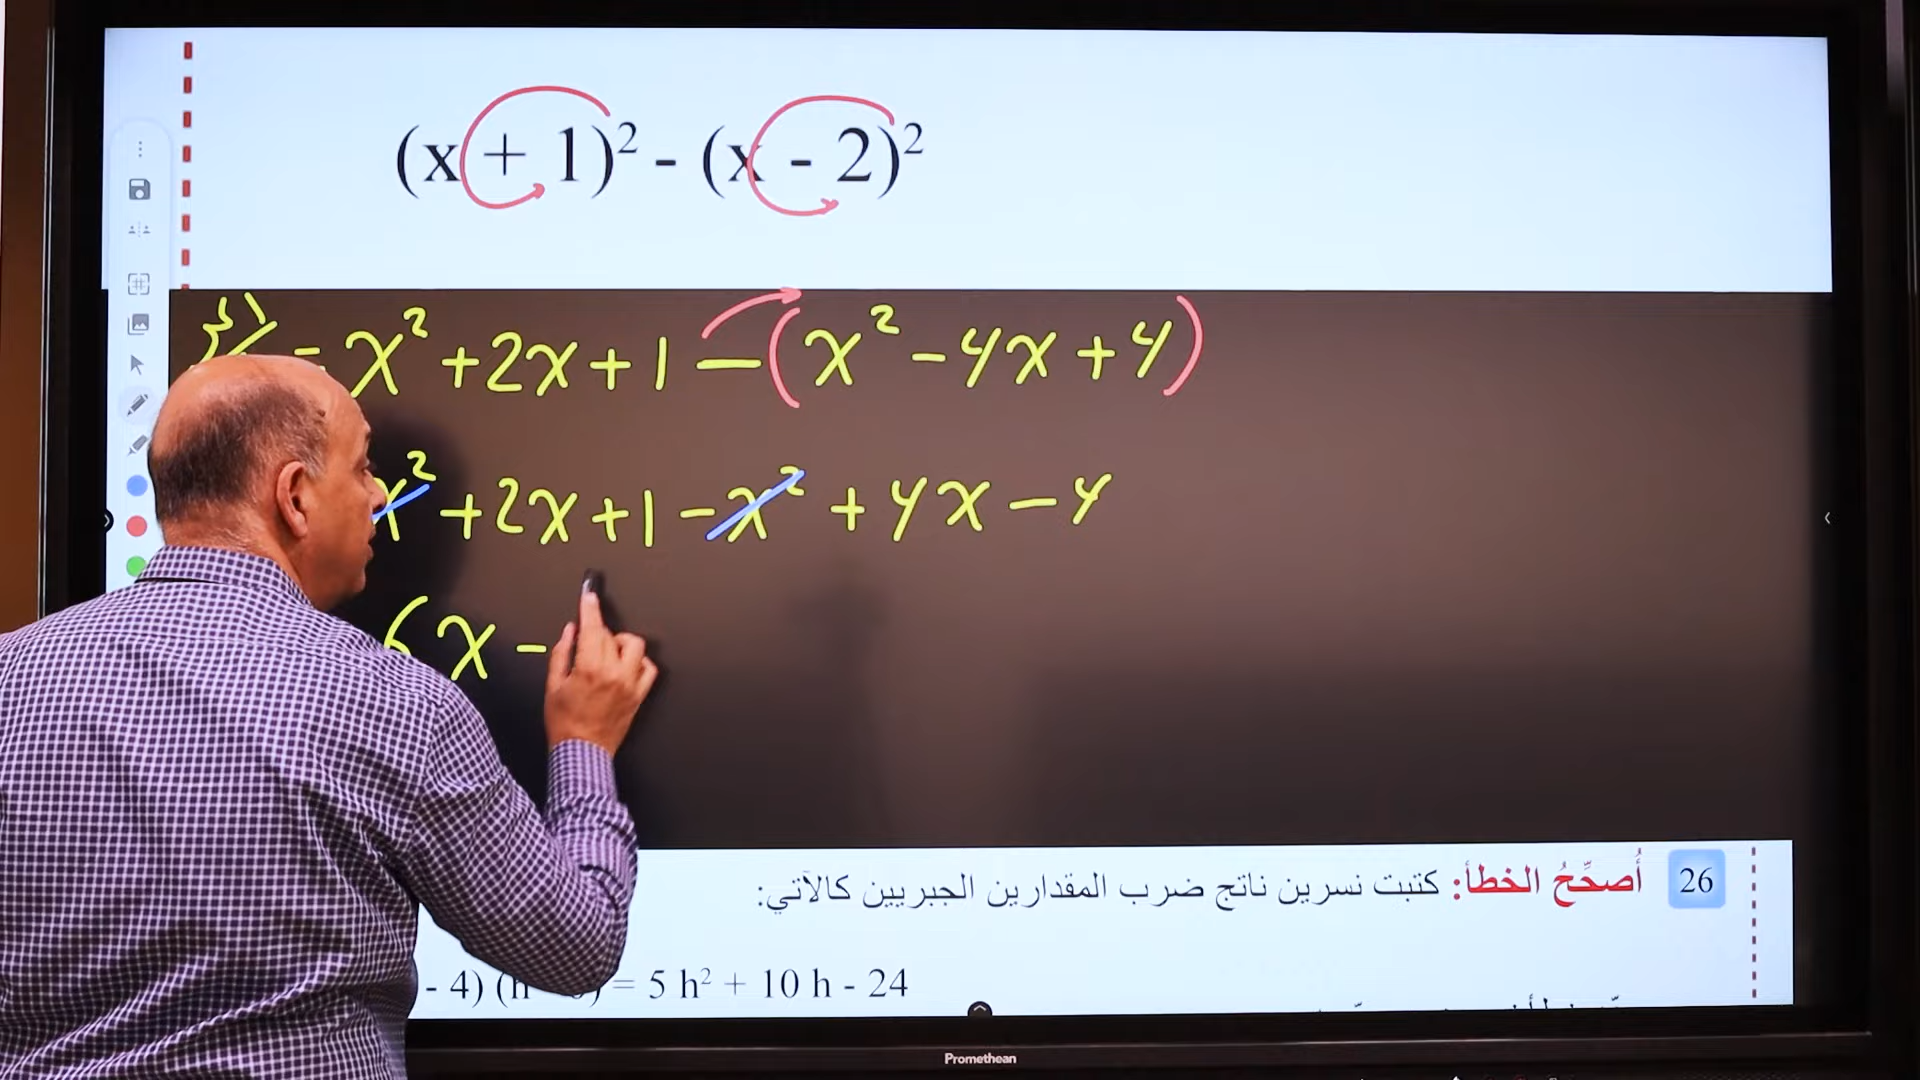 (x + 1)² - (x - 2)²
= x² + 2x + 1 - (x² - 4x + 4)
x² + 2x + 1 - x² + 4x - 4
6x -
26 أُصحِّحُ الخطأ: كتبت نسرين ناتج ضرب المقدارين الجبريين كالآتي:
- 4) (h = 5 h² + 10 h - 24
Promethean